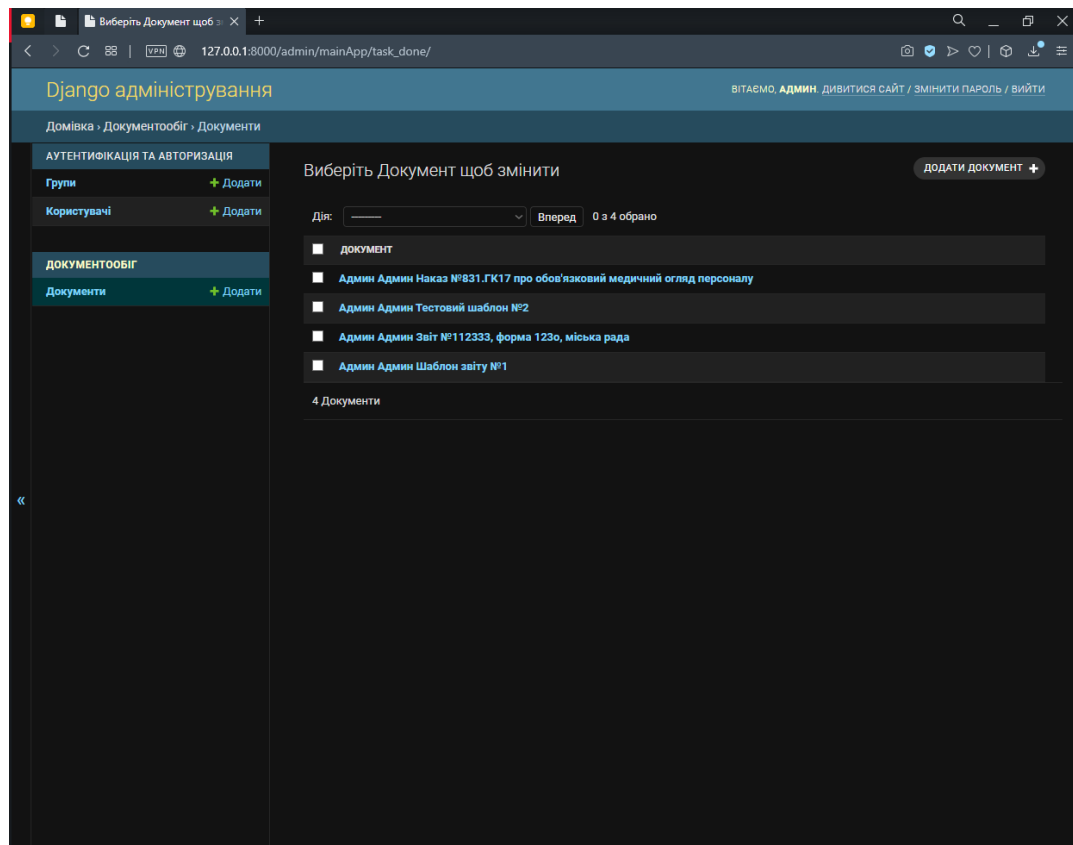 Виберіть Документ щоб з
VPN 127.0.0.1:8000/admin/mainApp/task_done/
Django адміністрування
ВІТАЄМО, АДМИН. ДИВИТИСЯ САЙТ / ЗМІНИТИ ПАРОЛЬ / ВИЙТИ
Домівка › Документообіг › Документи
АУТЕНТИФІКАЦІЯ ТА АВТОРИЗАЦІЯ
Групи + Додати
Користувачі + Додати
ДОКУМЕНТООБІГ
Документи + Додати
Виберіть Документ щоб змінити
ДОДАТИ ДОКУМЕНТ +
Дія: --------- Вперед 0 з 4 обрано
ДОКУМЕНТ
Админ Админ Наказ №831.ГК17 про обов'язковий медичний огляд персоналу
Админ Админ Тестовий шаблон №2
Админ Админ Звіт №112333, форма 123о, міська рада
Админ Админ Шаблон звіту №1
4 Документи